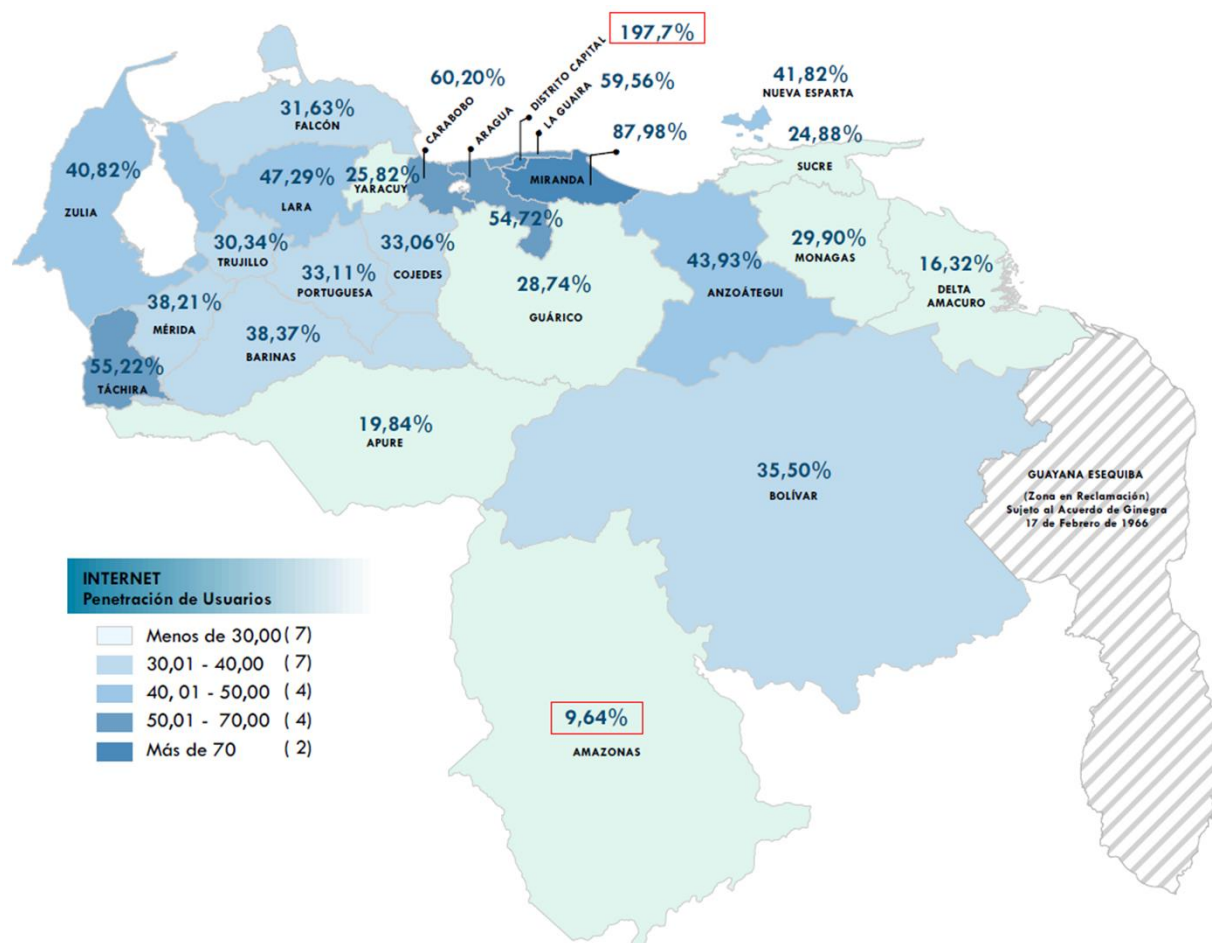 197,7%
DISTRITO CAPITAL
60,20%
CARABOBO
ARAGUA
LA GUAIRA
59,56%
87,98%
MIRANDA
41,82%
NUEVA ESPARTA
24,88%
SUCRE
31,63%
FALCÓN
40,82%
ZULIA
47,29%
LARA
25,82%
YARACUY
54,72%
30,34%
TRUJILLO
33,11%
PORTUGUESA
33,06%
COJEDES
28,74%
GUÁRICO
43,93%
ANZOÁTEGUI
29,90%
MONAGAS
16,32%
DELTA
AMACURO
38,21%
MÉRIDA
38,37%
BARINAS
55,22%
TÁCHIRA
19,84%
APURE
35,50%
BOLÍVAR
GUAYANA ESEQUIBA
(Zona en Reclamación)
Sujeto al Acuerdo de Ginegra
17 de Febrero de 1966
9,64%
AMAZONAS
INTERNET
Penetración de Usuarios
Menos de 30,00 ( 7)
30,01 - 40,00 ( 7)
40, 01 - 50,00 ( 4)
50,01 - 70,00 ( 4)
Más de 70 ( 2)